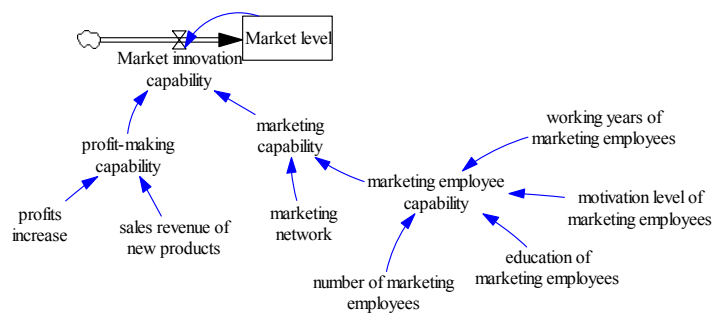 Market level
Market innovation
capability
profit-making
capability
marketing
capability
working years of
marketing employees
marketing employee
capability
motivation level of
marketing employees
profits
increase
sales revenue of
new products
marketing
network
education of
marketing employees
number of marketing
employees